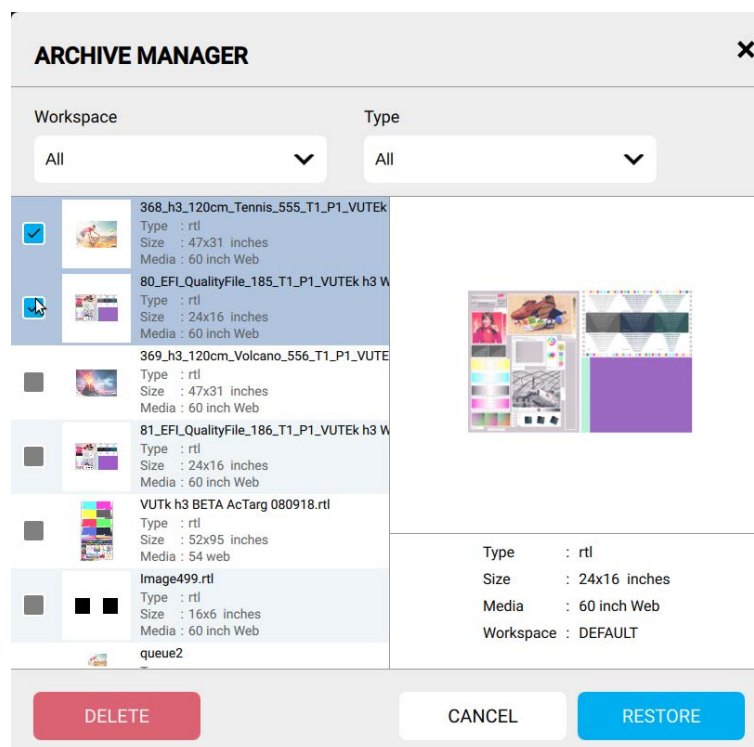 ARCHIVE MANAGER
Workspace
Type
All
All
368_h3_120cm_Tennis_555_T1_P1_VUTEk
Type : rtl
Size : 47x31 inches
Media : 60 inch Web
80_EFI_QualityFile_185_T1_P1_VUTEk h3 W
Type : rtl
Size : 24x16 inches
Media : 60 inch Web
369_h3_120cm_Volcano_556_T1_P1_VUTE
Type : rtl
Size : 47x31 inches
Media : 60 inch Web
81_EFI_QualityFile_186_T1_P1_VUTEk h3 W
Type : rtl
Size : 24x16 inches
Media : 60 inch Web
VUTk h3 BETA AcTarg 080918.rtl
Type : rtl
Size : 52x95 inches
Media : 54 web
Image499.rtl
Type : rtl
Size : 16x6 inches
Media : 60 inch Web
queue2
Type : rtl
Size : 24x16 inches
Media : 60 inch Web
Workspace : DEFAULT
DELETE
CANCEL
RESTORE